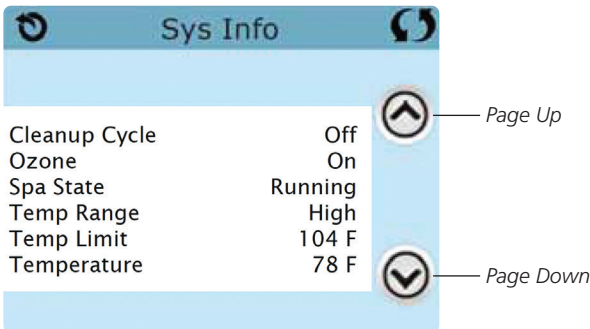 Sys Info
Page Up
Cleanup Cycle Off
Ozone On
Spa State Running
Temp Range High
Temp Limit 104 F
Temperature 78 F
Page Down